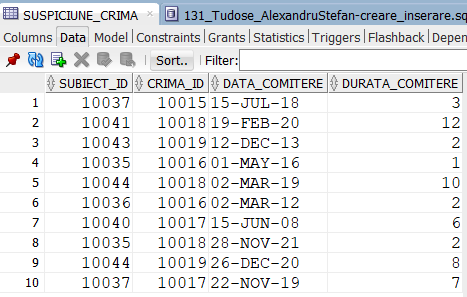 SUSPICIUNE_CRIMA 131_Tudose_AlexandruStefan-creare_inserare.sq
Columns Data Model Constraints Grants Statistics Triggers Flashback Depen
Sort.. Filter:
SUBIECT_ID CRIMA_ID DATA_COMITERE DURATA_COMITERE
1 10037 10015 15-JUL-18 3
2 10041 10018 19-FEB-20 12
3 10043 10019 12-DEC-13 2
4 10035 10016 01-MAY-16 1
5 10044 10018 02-MAR-19 10
6 10036 10016 02-MAR-12 2
7 10040 10017 15-JUN-08 6
8 10035 10018 28-NOV-21 2
9 10044 10019 26-DEC-20 8
10 10037 10017 22-NOV-19 7